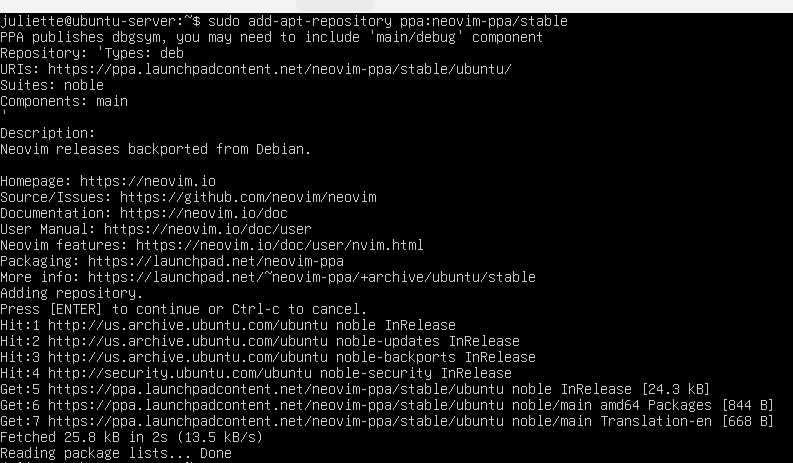 juliette@ubuntu-server:~$ sudo add-apt-repository ppa:neovim-ppa/stable
PPA publishes dbgsym, you may need to include 'main/debug' component
Repository: 'Types: deb
URIs: https://ppa.launchpadcontent.net/neovim-ppa/stable/ubuntu/
Suites: noble
Components: main
'
Description:
Neovim releases backported from Debian.

Homepage: https://neovim.io
Source/Issues: https://github.com/neovim/neovim
Documentation: https://neovim.io/doc
User Manual: https://neovim.io/doc/user
Neovim features: https://neovim.io/doc/user/nvim.html
Packaging: https://launchpad.net/neovim-ppa
More info: https://launchpad.net/~neovim-ppa/+archive/ubuntu/stable
Adding repository.
Press [ENTER] to continue or Ctrl-c to cancel.
Hit:1 http://us.archive.ubuntu.com/ubuntu noble InRelease
Hit:2 http://us.archive.ubuntu.com/ubuntu noble-updates InRelease
Hit:3 http://us.archive.ubuntu.com/ubuntu noble-backports InRelease
Hit:4 http://security.ubuntu.com/ubuntu noble-security InRelease
Get:5 https://ppa.launchpadcontent.net/neovim-ppa/stable/ubuntu noble InRelease [24.3 kB]
Get:6 https://ppa.launchpadcontent.net/neovim-ppa/stable/ubuntu noble/main amd64 Packages [844 B]
Get:7 https://ppa.launchpadcontent.net/neovim-ppa/stable/ubuntu noble/main Translation-en [668 B]
Fetched 25.8 kB in 2s (13.5 kB/s)
Reading package lists... Done